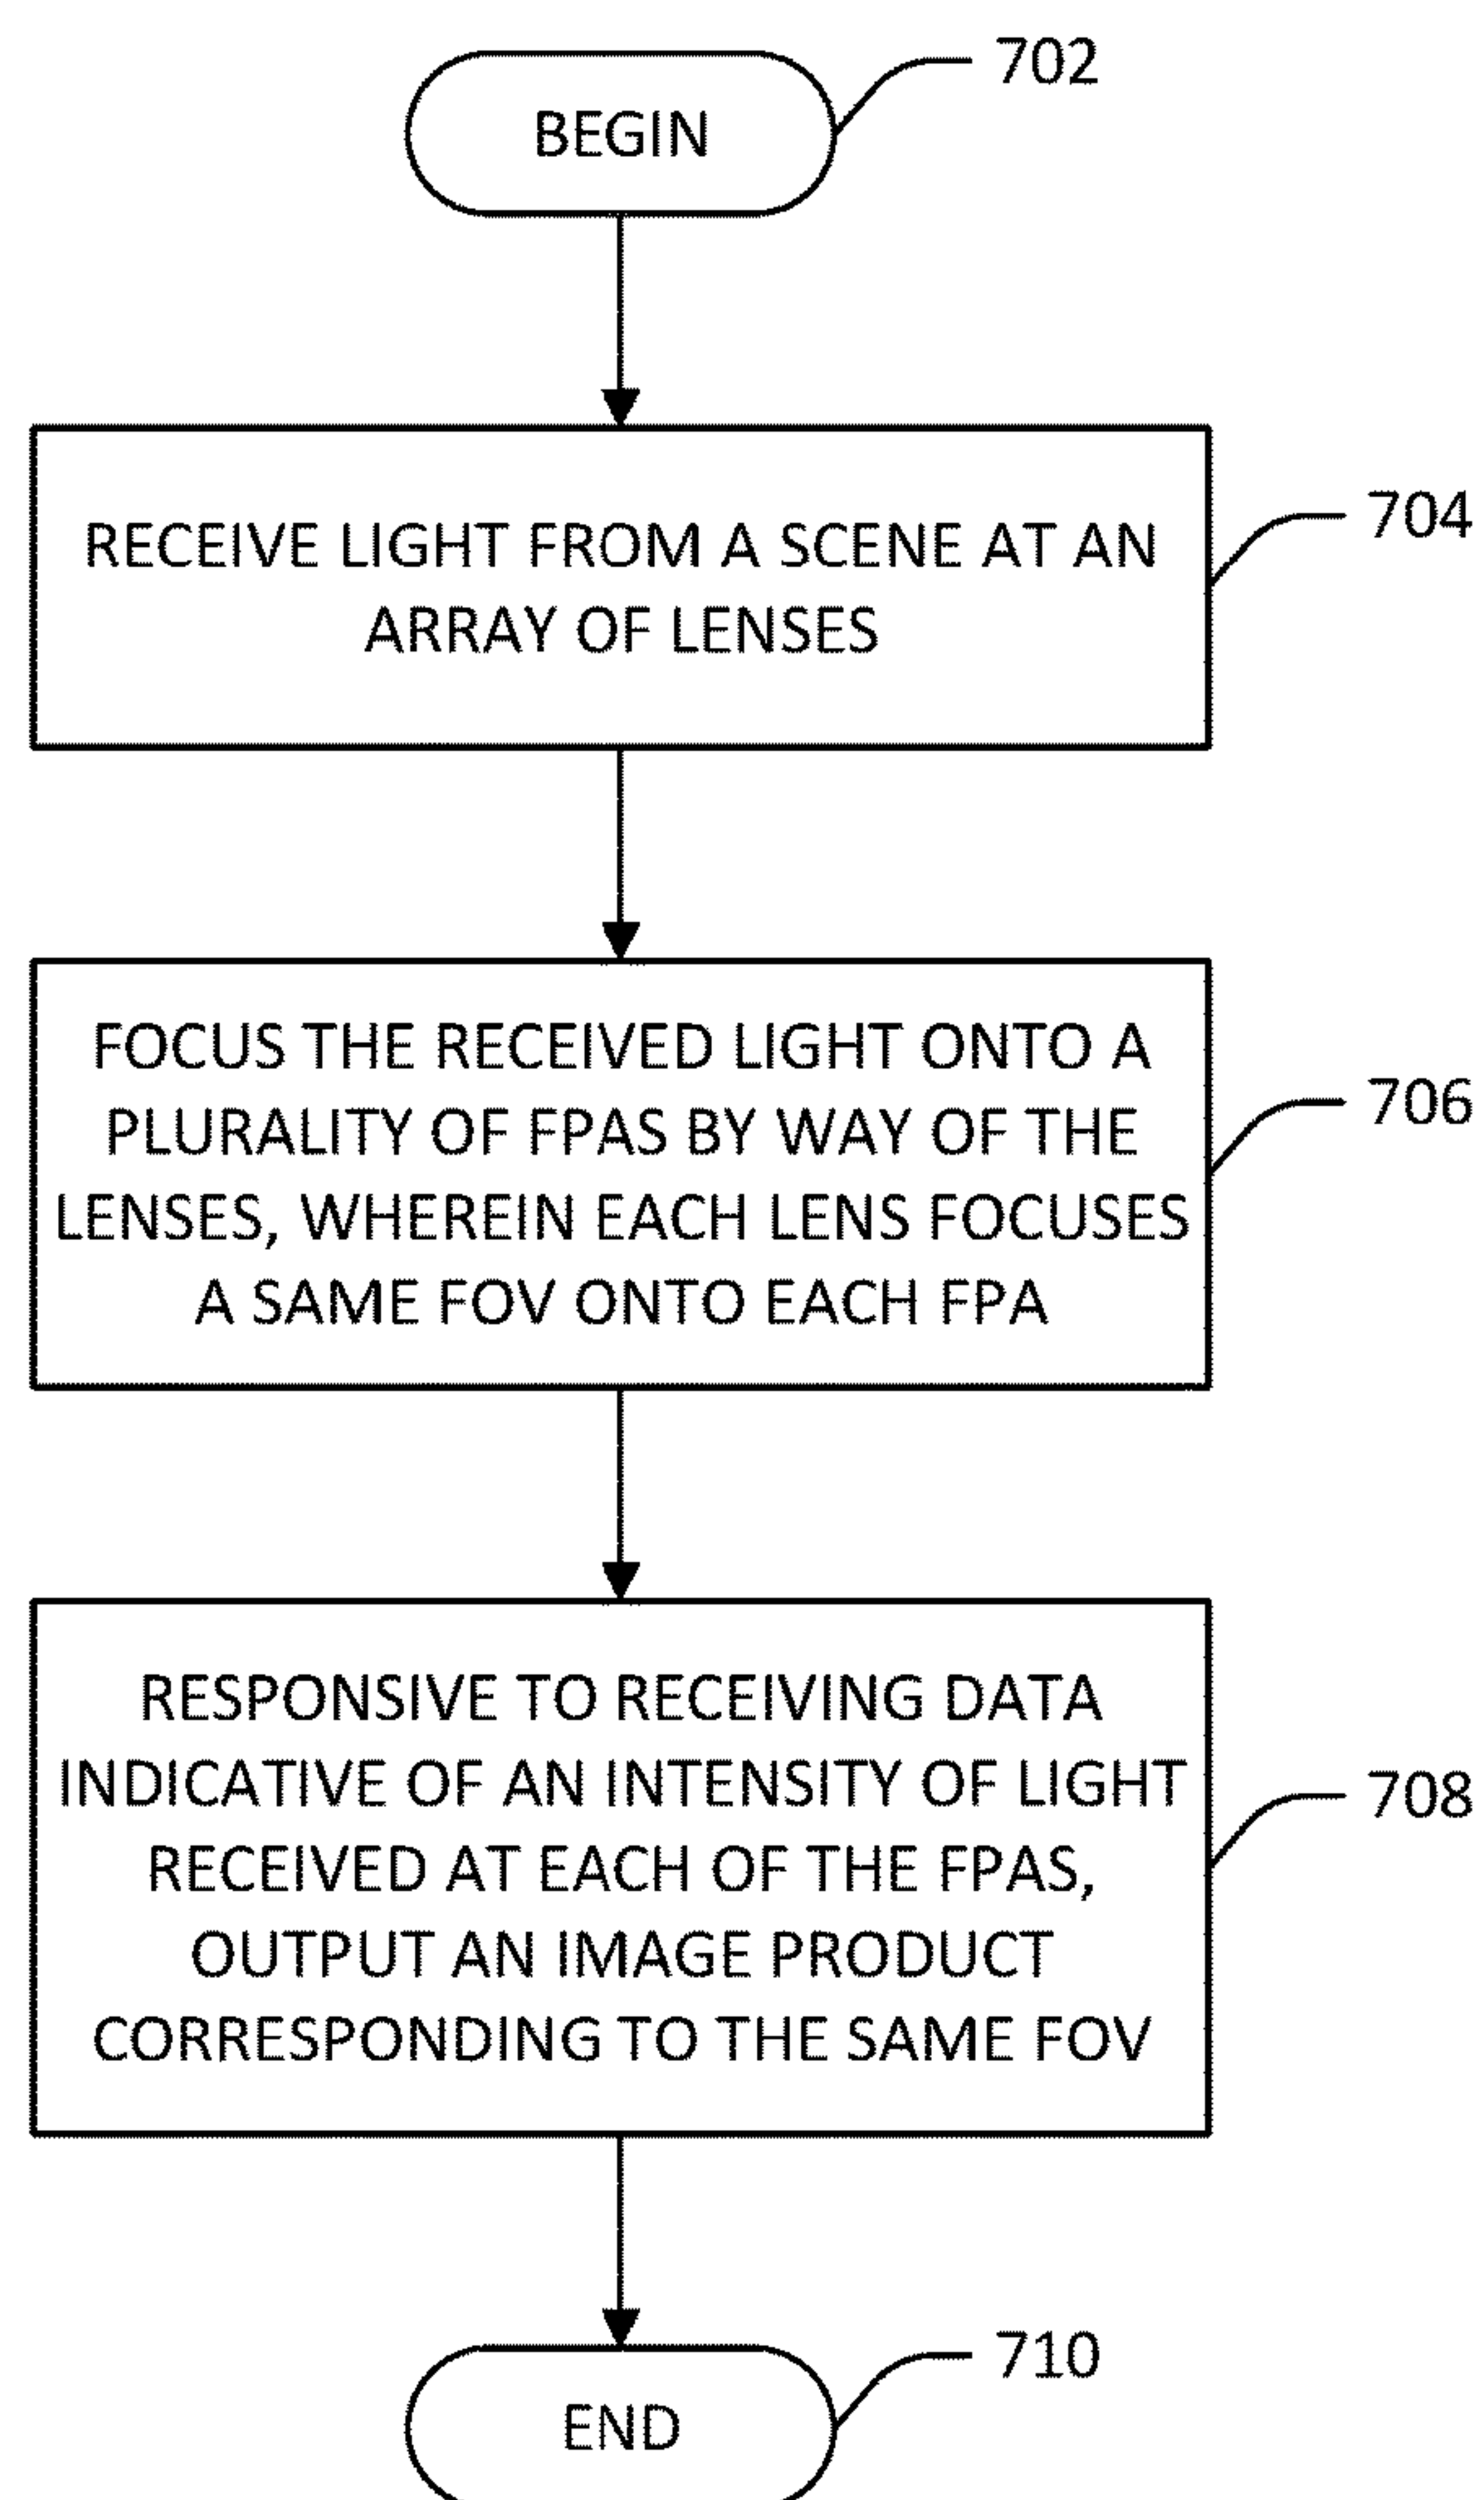 BEGIN
702
RECEIVE LIGHT FROM A SCENE AT AN
ARRAY OF LENSES
704
FOCUS THE RECEIVED LIGHT ONTO A
PLURALITY OF FPAS BY WAY OF THE
LENSES, WHEREIN EACH LENS FOCUSES
A SAME FOV ONTO EACH FPA
706
RESPONSIVE TO RECEIVING DATA
INDICATIVE OF AN INTENSITY OF LIGHT
RECEIVED AT EACH OF THE FPAS,
OUTPUT AN IMAGE PRODUCT
CORRESPONDING TO THE SAME FOV
708
END
710